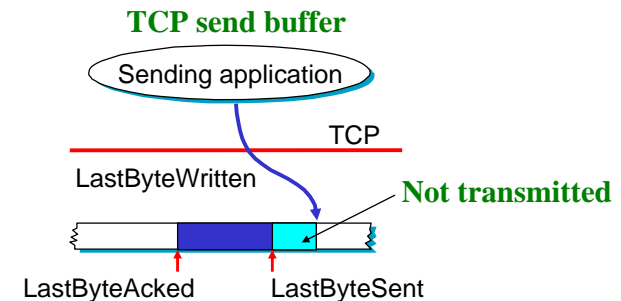 TCP send buffer
Sending application
TCP
LastByteWritten
Not transmitted
LastByteAcked
LastByteSent